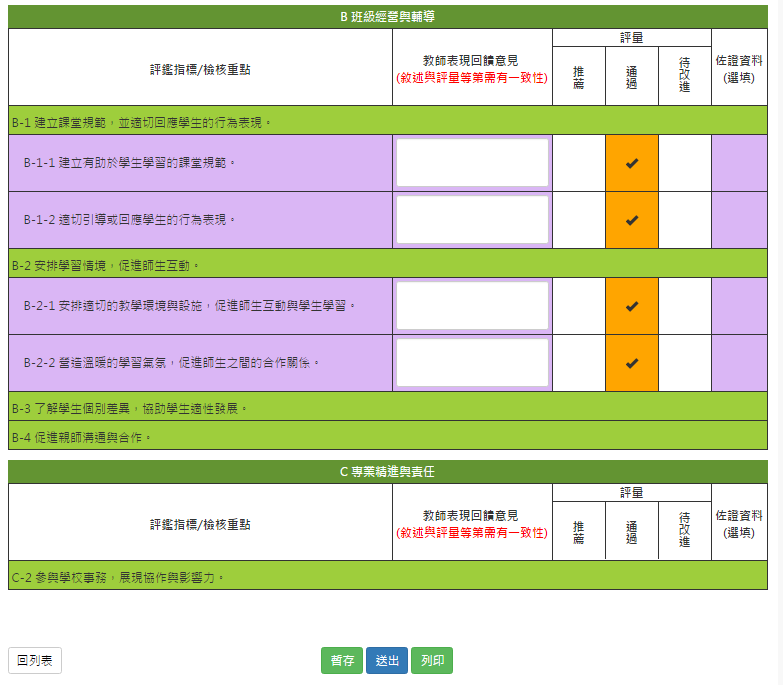 B 班級經營與輔導
評鑑指標/檢核重點
教師表現回饋意見
(敘述與評量等第需有一致性)
評量
推薦
通過
待改進
佐證資料
(選填)
B-1 建立課堂規範，並適切回應學生的行為表現。
B-1-1 建立有助於學生學習的課堂規範。
B-1-2 適切引導或回應學生的行為表現。
B-2 安排學習情境，促進師生互動。
B-2-1 安排適切的教學環境與設施，促進師生互動與學生學習。
B-2-2 營造溫暖的學習氣氛，促進師生之間的合作關係。
B-3 了解學生個別差異，協助學生適性發展。
B-4 促進親師溝通與合作。
C 專業精進與責任
評鑑指標/檢核重點
教師表現回饋意見
(敘述與評量等第需有一致性)
評量
推薦
通過
待改進
佐證資料
(選填)
C-2 參與學校事務，展現協作與影響力。
回列表
暫存
送出
列印